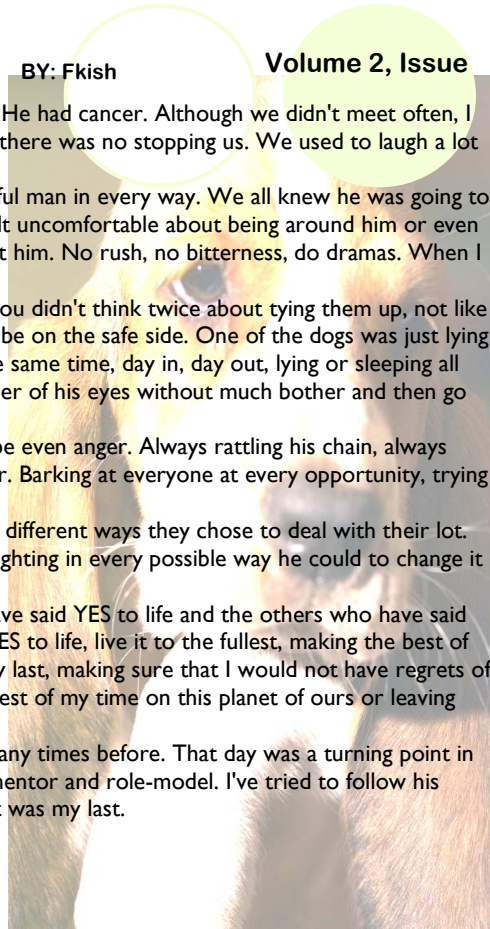 BY: Fkish
Volume 2, Issue
He had cancer. Although we didn't meet often, I
there was no stopping us. We used to laugh a lot
ful man in every way. We all knew he was going to
lt uncomfortable about being around him or even
t him. No rush, no bitterness, do dramas. When I
ou didn't think twice about tying them up, not like
be on the safe side. One of the dogs was just lying
e same time, day in, day out, lying or sleeping all
er of his eyes without much bother and then go
be even anger. Always rattling his chain, always
r. Barking at everyone at every opportunity, trying
different ways they chose to deal with their lot.
ghting in every possible way he could to change it
ve said YES to life and the others who have said
ES to life, live it to the fullest, making the best of
y last, making sure that I would not have regrets of
est of my time on this planet of ours or leaving
any times before. That day was a turning point in
nentor and role-model. I've tried to follow his
t was my last.